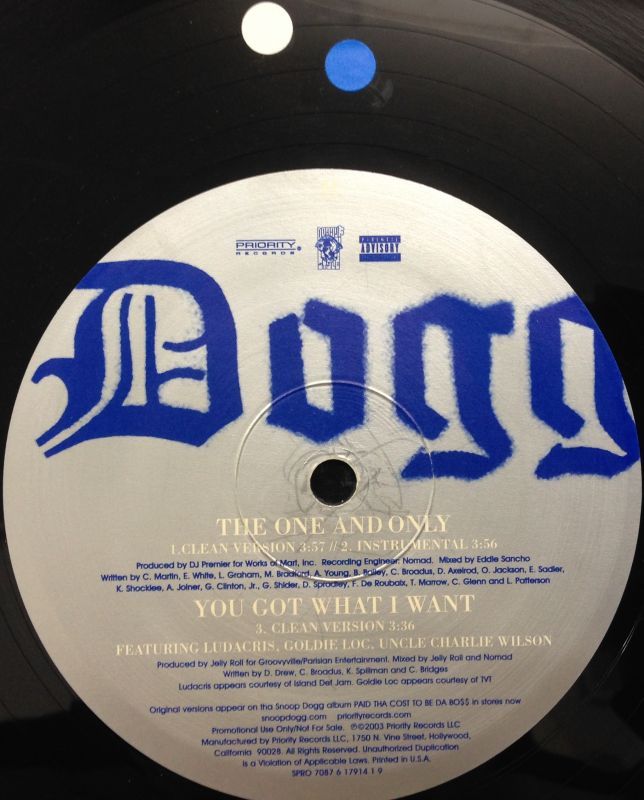 PRIORITY
RECORDS
PARENTAL
ADVISORY
Dogg
THE ONE AND ONLY
1.CLEAN VERSION 3:57 // 2. INSTRUMENTAL 3:56
Produced by DJ Premier for Works of Mart, Inc. Recording Engineer: Nomad. Mixed by Eddie Sancho
Written by C. Martin, E. White, L. Graham, M. Bradford, A. Young, B. Bailey, C. Broadus, D. Axelrod, O. Jackson, E. Sadler,
K. Shocklee, A. Joiner, G. Clinton, Jr., G. Shider, D. Spradley, F. De Roubaix, T. Marrow, C. Glenn and L. Patterson
YOU GOT WHAT I WANT
3. CLEAN VERSION 3:36
FEATURING LUDACRIS, GOLDIE LOC, UNCLE CHARLIE WILSON
Produced by Jelly Roll for Groovyville/Parisian Entertainment. Mixed by Jelly Roll and Nomad
Written by D. Drew, C. Broadus, K. Spillman and C. Bridges
Ludacris appears courtesy of Island Def Jam. Goldie Loc appears courtesy of TVT
Original versions appear on tha Snoop Dogg album PAID THA COST TO BE DA BO$$ in stores now
snoopdogg.com priorityrecords.com
Promotional Use Only/Not For Sale. ℗©2003 Priority Records LLC
Manufactured by Priority Records LLC, 1750 N. Vine Street, Hollywood,
California 90028. All Rights Reserved. Unauthorized Duplication
is a Violation of Applicable Laws. Printed in U.S.A.
SPRO 7087 6 17914 1 9